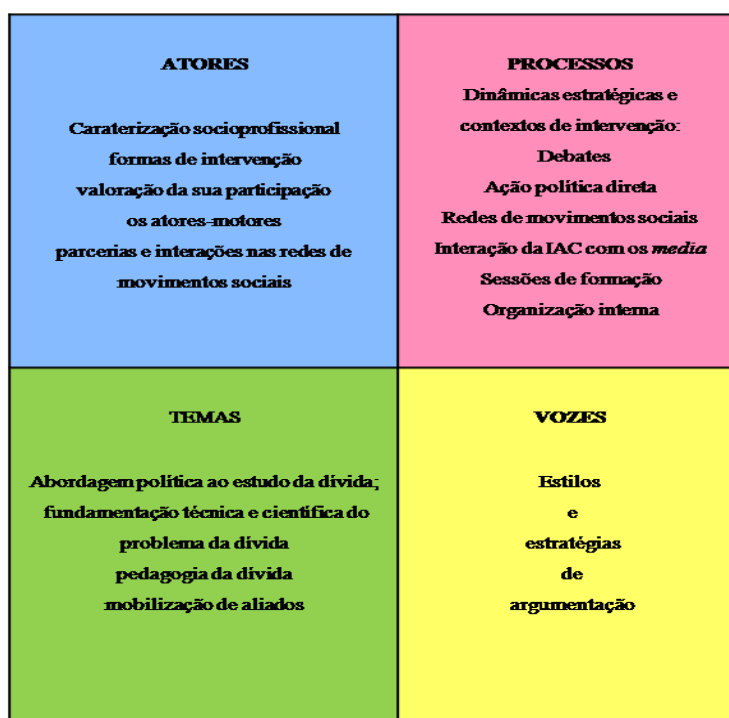 ATORES
Caraterização socioprofissional
formas de intervenção
valoração da sua participação
os atores-motores
parcerias e interações nas redes de
movimentos sociais
PROCESSOS
Dinâmicas estratégicas e
contextos de intervenção:
Debates
Ação política direta
Redes de movimentos sociais
Interação da IAC com os media
Sessões de formação
Organização interna
TEMAS
Abordagem política ao estudo da dívida;
fundamentação técnica e científica do
problema da dívida
pedagogia da dívida
mobilização de aliados
VOZES
Estilos
e
estratégias
de
argumentação